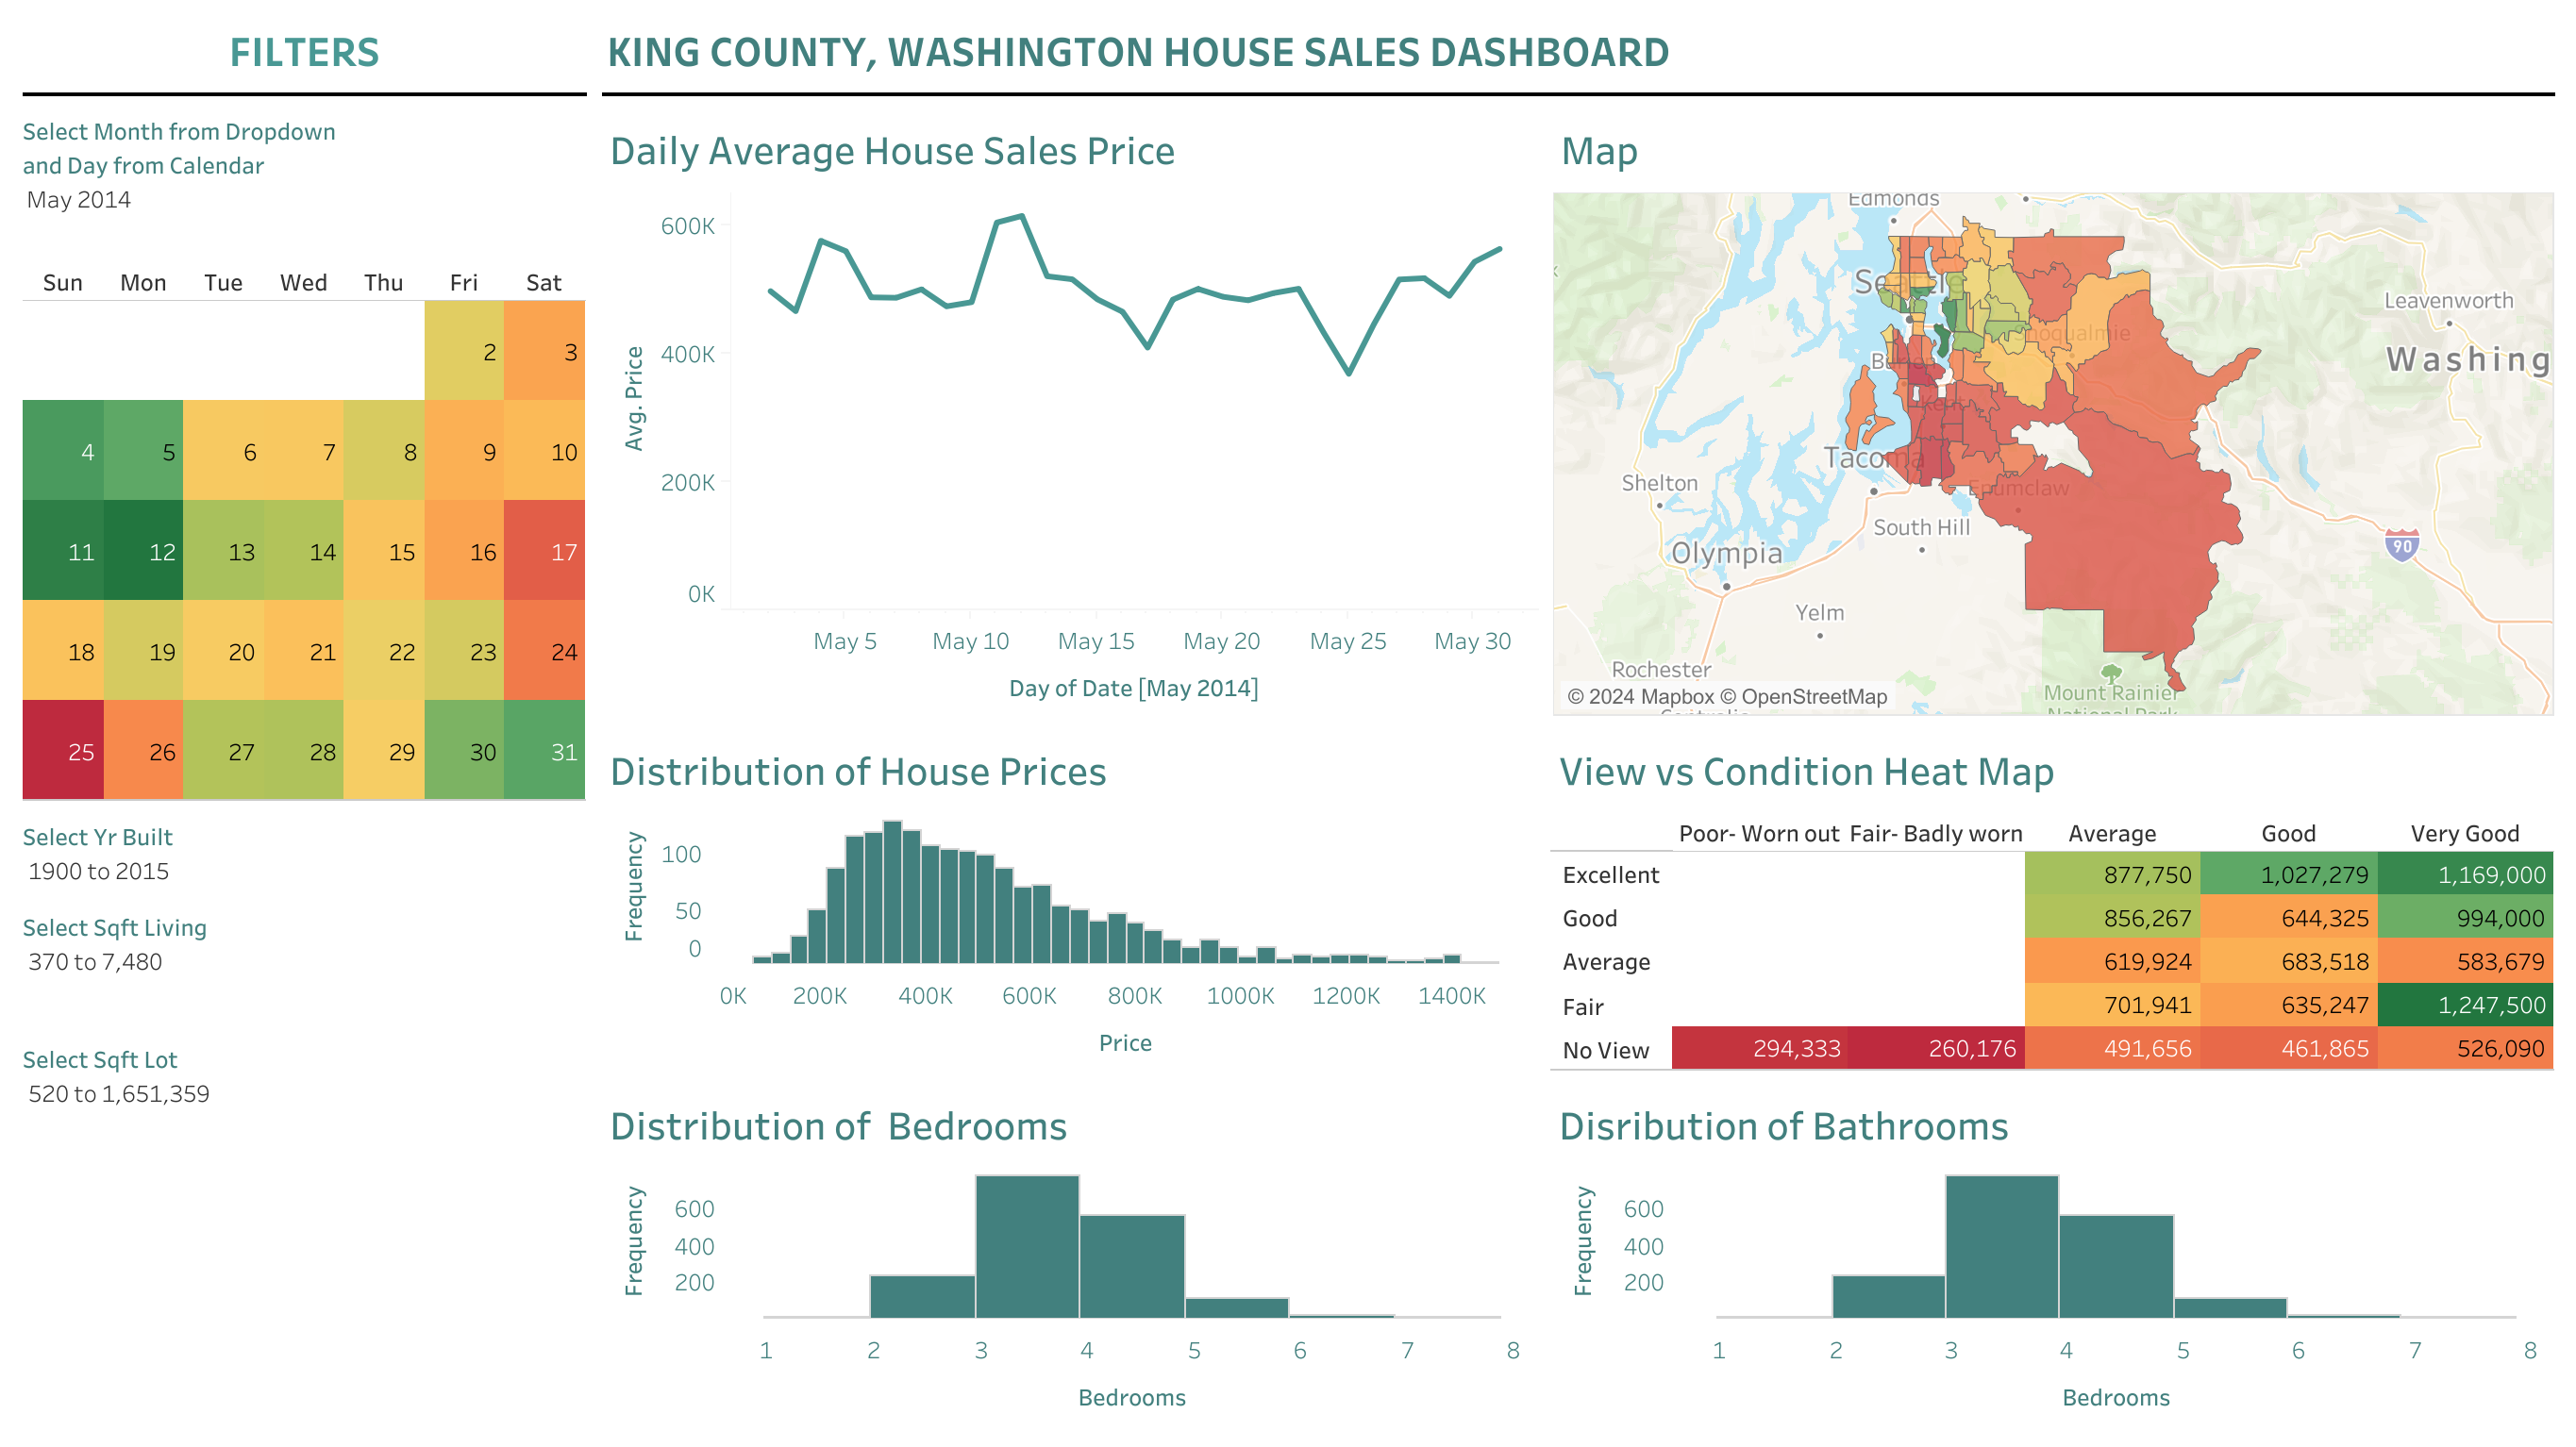 FILTERS
KING COUNTY, WASHINGTON HOUSE SALES DASHBOARD
Select Month from Dropdown
and Day from Calendar
May 2014
Sun Mon Tue Wed Thu Fri Sat
2 3
4 5 6 7 8 9 10
11 12 13 14 15 16 17
18 19 20 21 22 23 24
25 26 27 28 29 30 31
Select Yr Built
1900 to 2015
Select Sqft Living
370 to 7,480
Select Sqft Lot
520 to 1,651,359
Daily Average House Sales Price
Avg. Price
600K
400K
200K
0K
May 5 May 10 May 15 May 20 May 25 May 30
Day of Date [May 2014]
Map
Edmonds
Seattle
Leavenworth
Snoqualmie
Washing
Burien
Kent
Tacoma
Shelton
Enumclaw
South Hill
Olympia
90
Yelm
Rochester
Mount Rainier
National Park
© 2024 Mapbox © OpenStreetMap
Centralia
Distribution of House Prices
Frequency
100
50
0
0K 200K 400K 600K 800K 1000K 1200K 1400K
Price
View vs Condition Heat Map
Poor- Worn out Fair- Badly worn Average Good Very Good
Excellent 877,750 1,027,279 1,169,000
Good 856,267 644,325 994,000
Average 619,924 683,518 583,679
Fair 701,941 635,247 1,247,500
No View 294,333 260,176 491,656 461,865 526,090
Distribution of  Bedrooms
Frequency
600
400
200
1 2 3 4 5 6 7 8
Bedrooms
Disribution of Bathrooms
Frequency
600
400
200
1 2 3 4 5 6 7 8
Bedrooms